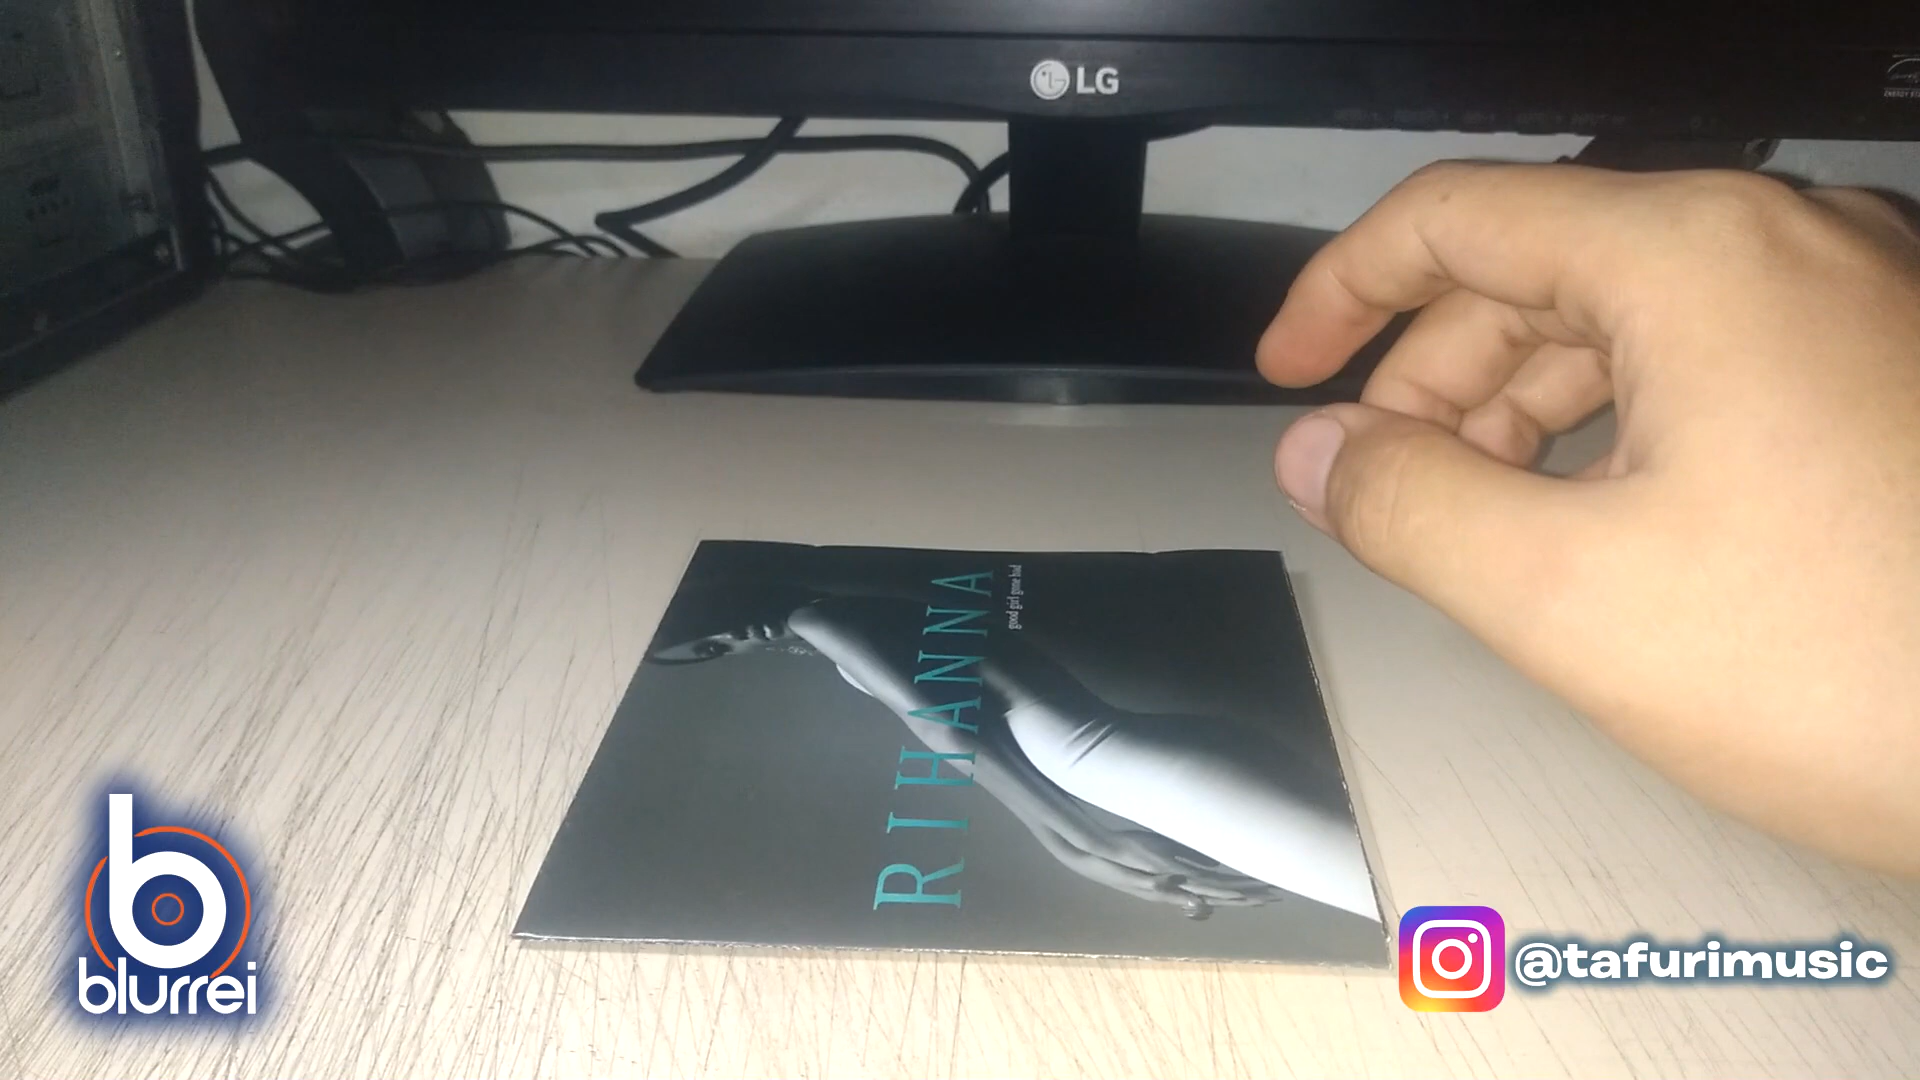 LG
RIHANNA
good girl gone bad
blurrei
@tafurimusic